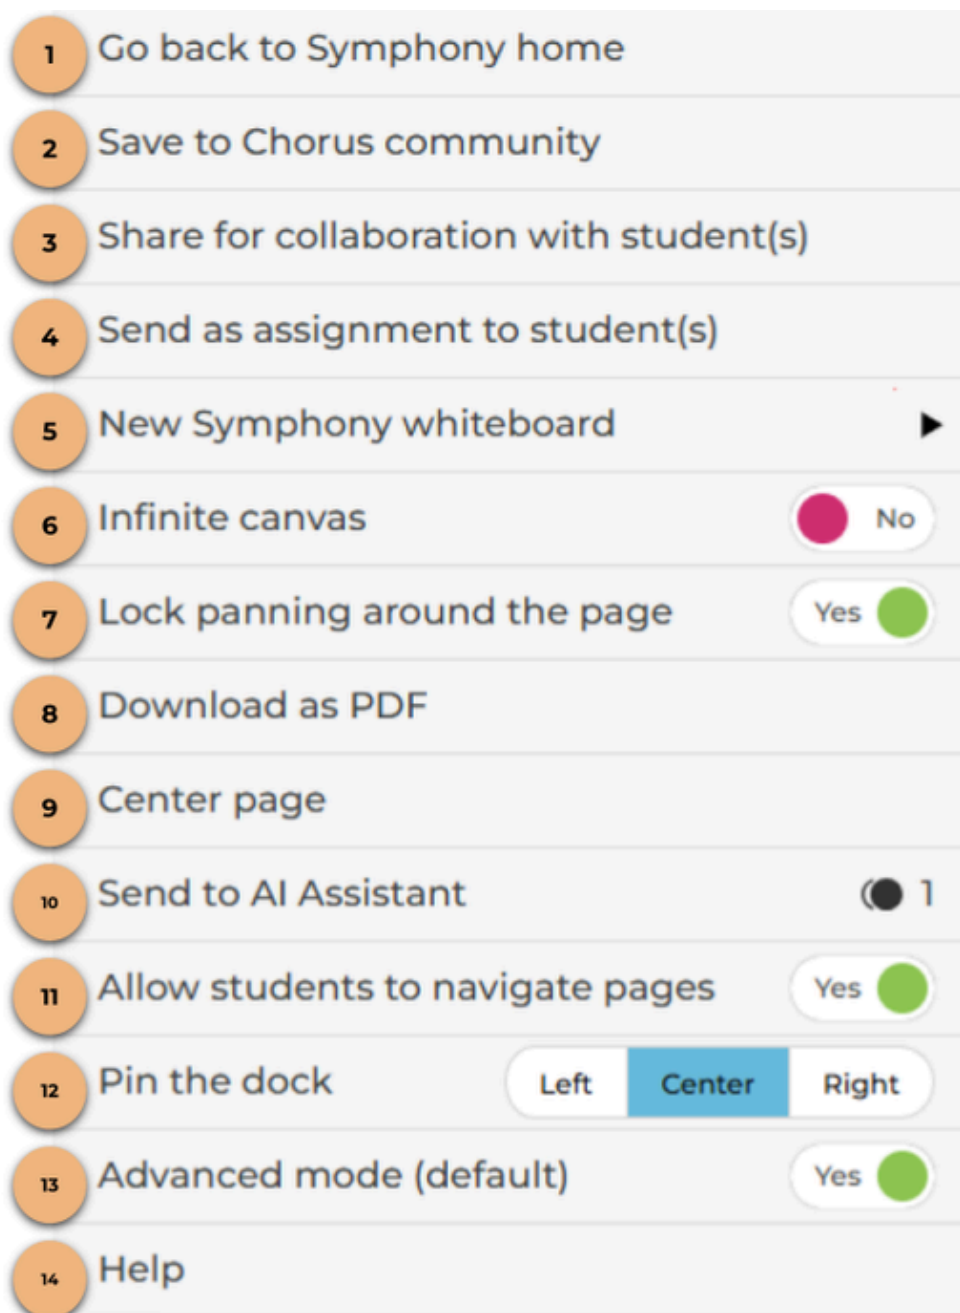 1 Go back to Symphony home
2 Save to Chorus community
3 Share for collaboration with student(s)
4 Send as assignment to student(s)
5 New Symphony whiteboard
6 Infinite canvas No
7 Lock panning around the page Yes
8 Download as PDF
9 Center page
10 Send to AI Assistant 1
11 Allow students to navigate pages Yes
12 Pin the dock Left Center Right
13 Advanced mode (default) Yes
14 Help